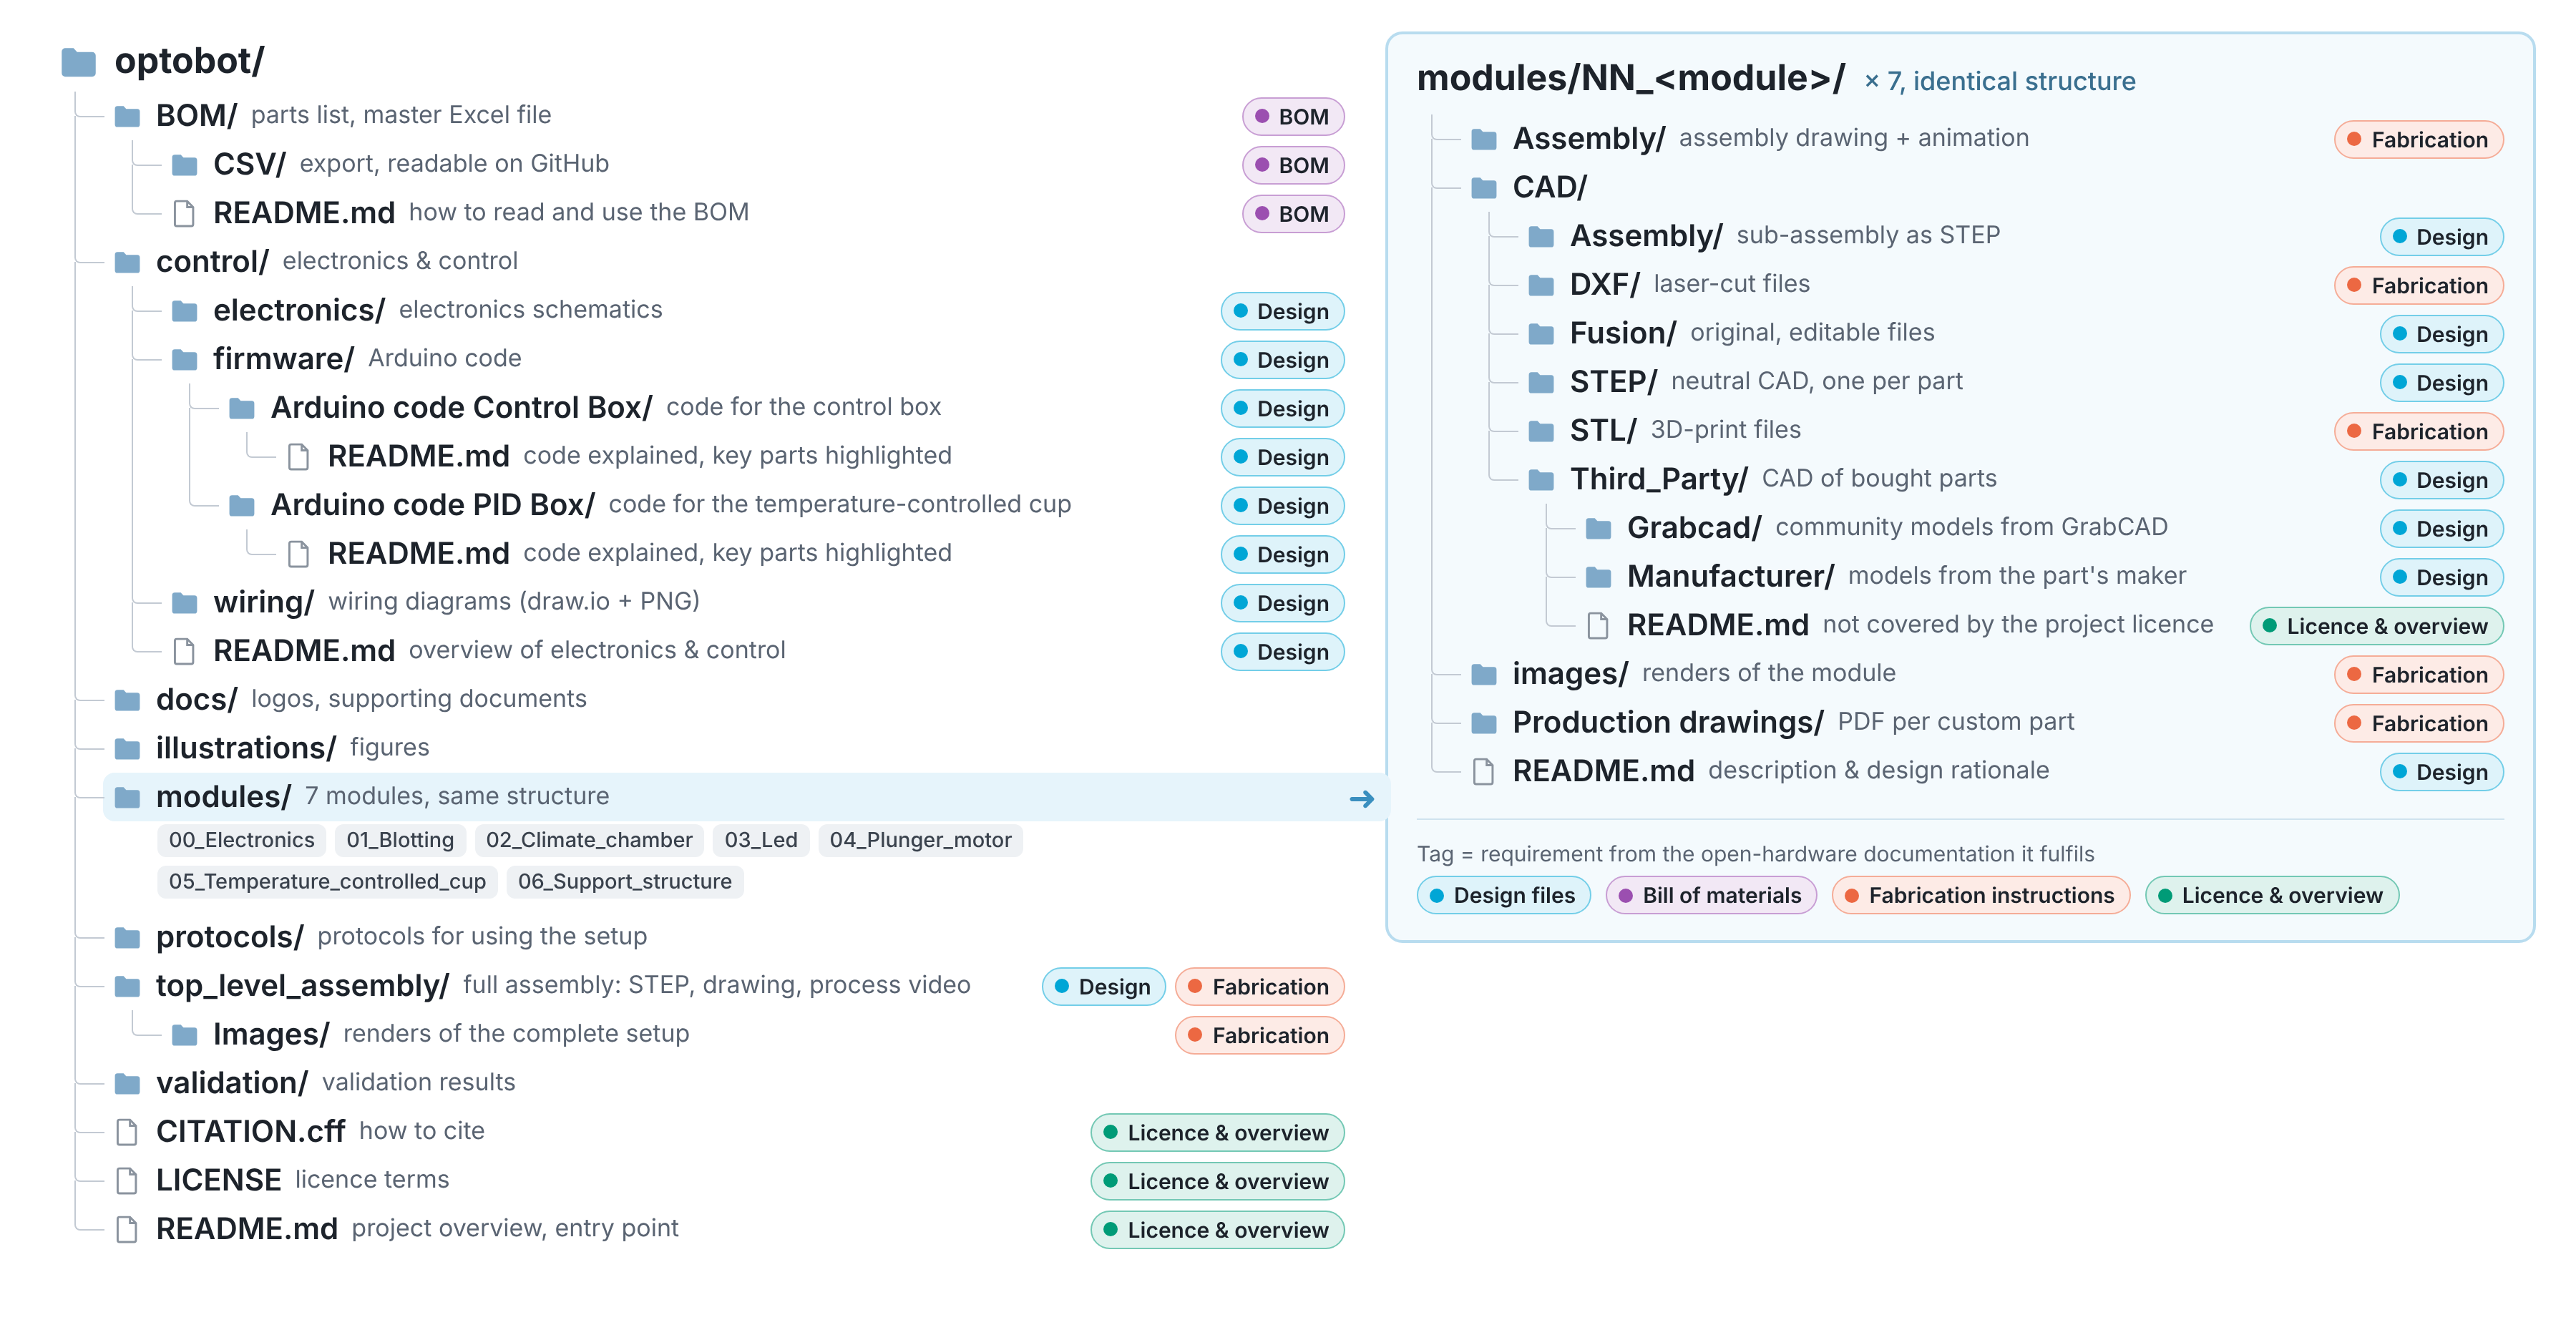 optobot/
BOM/ parts list, master Excel file BOM
CSV/ export, readable on GitHub BOM
README.md how to read and use the BOM BOM
control/ electronics & control
electronics/ electronics schematics Design
firmware/ Arduino code Design
Arduino code Control Box/ code for the control box Design
README.md code explained, key parts highlighted Design
Arduino code PID Box/ code for the temperature-controlled cup Design
README.md code explained, key parts highlighted Design
wiring/ wiring diagrams (draw.io + PNG) Design
README.md overview of electronics & control Design
docs/ logos, supporting documents
illustrations/ figures
modules/ 7 modules, same structure →
00_Electronics 01_Blotting 02_Climate_chamber 03_Led 04_Plunger_motor
05_Temperature_controlled_cup 06_Support_structure
protocols/ protocols for using the setup
top_level_assembly/ full assembly: STEP, drawing, process video Design Fabrication
Images/ renders of the complete setup Fabrication
validation/ validation results
CITATION.cff how to cite Licence & overview
LICENSE licence terms Licence & overview
README.md project overview, entry point Licence & overview
modules/NN_<module>/ × 7, identical structure
Assembly/ assembly drawing + animation Fabrication
CAD/
Assembly/ sub-assembly as STEP Design
DXF/ laser-cut files Fabrication
Fusion/ original, editable files Design
STEP/ neutral CAD, one per part Design
STL/ 3D-print files Fabrication
Third_Party/ CAD of bought parts Design
Grabcad/ community models from GrabCAD Design
Manufacturer/ models from the part's maker Design
README.md not covered by the project licence Licence & overview
images/ renders of the module Fabrication
Production drawings/ PDF per custom part Fabrication
README.md description & design rationale Design
Tag = requirement from the open-hardware documentation it fulfils
Design files Bill of materials Fabrication instructions Licence & overview